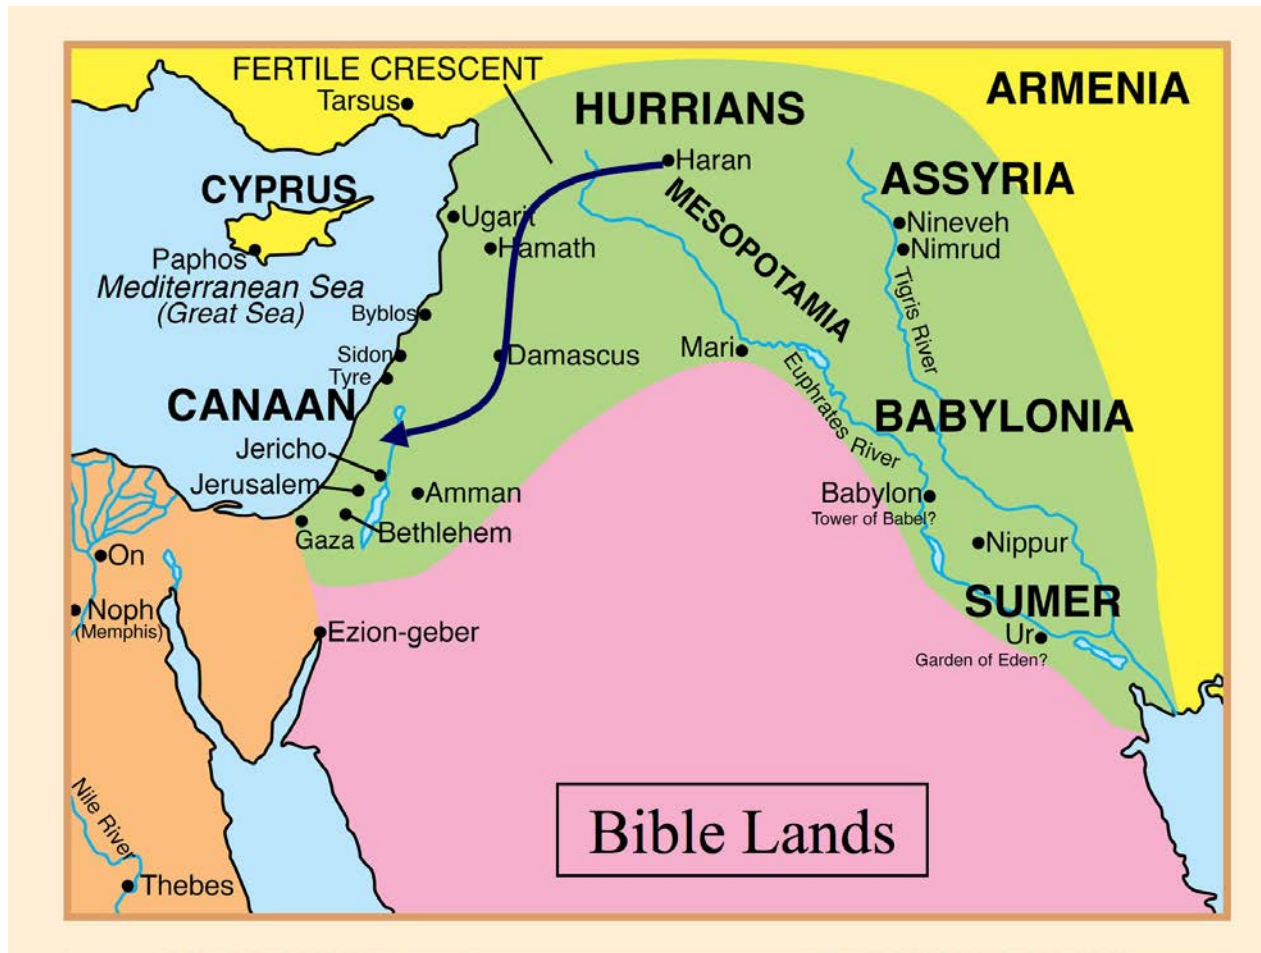 FERTILE CRESCENT
Tarsus
HURRIANS
ARMENIA
Haran
ASSYRIA
CYPRUS
MESOPOTAMIA
Ugarit
Nineveh
Hamath
Nimrud
Paphos
Mediterranean Sea
(Great Sea)
Tigris River
Byblos
Mari
Sidon
Damascus
Tyre
Euphrates River
CANAAN
BABYLONIA
Jericho
Jerusalem
Amman
Babylon
Tower of Babel?
Gaza
Bethlehem
Nippur
On
SUMER
Noph
(Memphis)
Ezion-geber
Ur
Garden of Eden?
Nile River
Bible Lands
Thebes